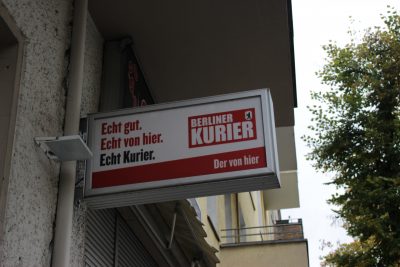 Echt gut.
Echt von hier.
Echt Kurier.
BERLINER
KURIER
Der von hier